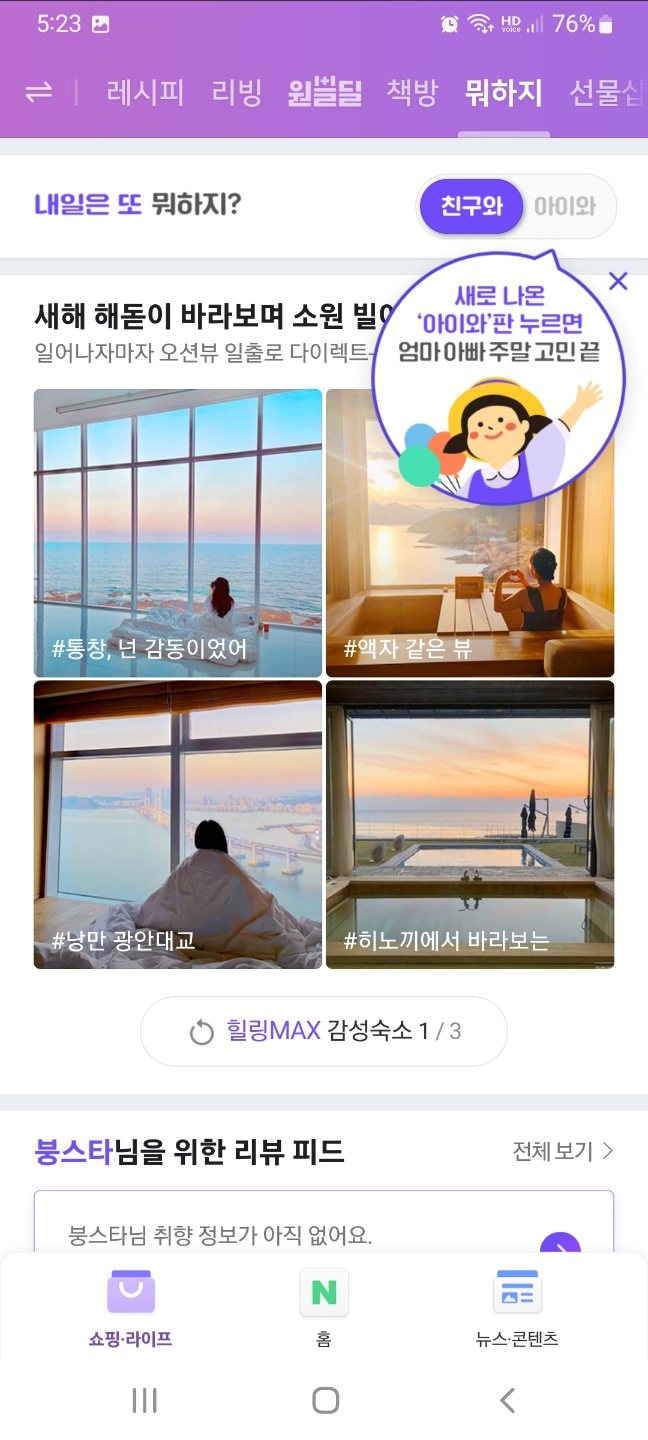 5:23
HD voice
76%
레시피
리빙
원쁠딜
책방
뭐하지
선물샵
내일은 또 뭐하지?
친구와
아이와
새로 나온
‘아이와’판 누르면
엄마 아빠 주말 고민 끝
새해 해돋이 바라보며 소원
일어나자마자 오션뷰 일출로 다이렉트
#통창, 넌 감동이었어
#액자 같은 뷰
#낭만 광안대교
#히노끼에서 바라보는
힐링MAX 감성숙소 1 / 3
붕스타님을 위한 리뷰 피드
전체 보기
붕스타님 취향 정보가 아직 없어요.
쇼핑·라이프
N
홈
뉴스·콘텐츠